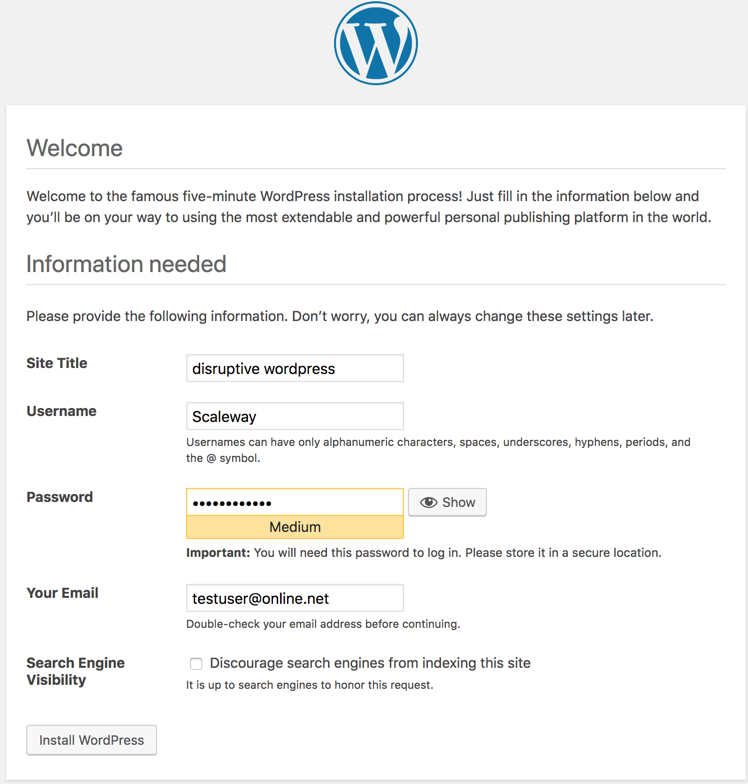 Welcome
Welcome to the famous five-minute WordPress installation process! Just fill in the information below and
you’ll be on your way to using the most extendable and powerful personal publishing platform in the world.
Information needed
Please provide the following information. Don’t worry, you can always change these settings later.
Site Title
disruptive wordpress
Username
Scaleway
Usernames can have only alphanumeric characters, spaces, underscores, hyphens, periods, and
the @ symbol.
Password
••••••••••••
Show
Medium
Important: You will need this password to log in. Please store it in a secure location.
Your Email
testuser@online.net
Double-check your email address before continuing.
Search Engine
Visibility
Discourage search engines from indexing this site
It is up to search engines to honor this request.
Install WordPress